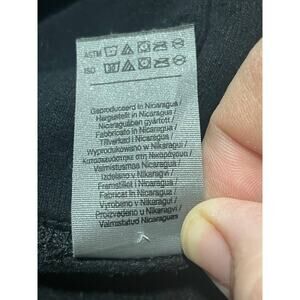 ASTM
ISO
Geproduceerd in Nicaragua /
Hergestellt in Nicaragua /
Nicaraguában gyártott /
Fabbricato in Nicaragua /
Tillverkad i Nicaragua /
Wyprodukowano w Nikaragui /
Κατασκευάστηκε στη Νικαράγουα /
Valmistusmaa Nicaragua /
Izdelano v Nikaragvi /
Fremstillet i Nicaragua /
Fabricat în Nicaragua /
Vyrobeno v Nikaragui /
Proizvedeno u Nikaragvi /
Valmistatud Nicaraguas